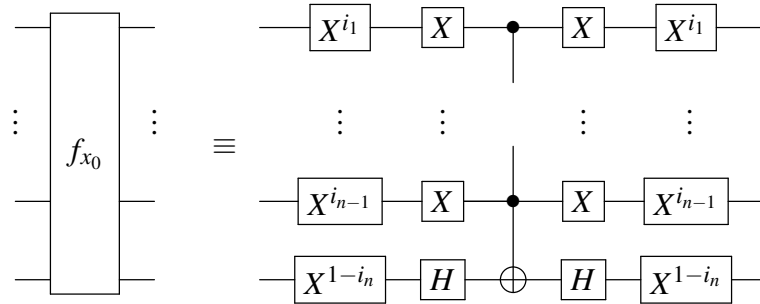 X^{i_1} X X X^{i_1}
⋮ ⋮ ⋮ ⋮ ⋮ ⋮
f_{x_0} ≡
X^{i_{n-1}} X X X^{i_{n-1}}
X^{1-i_n} H H X^{1-i_n}